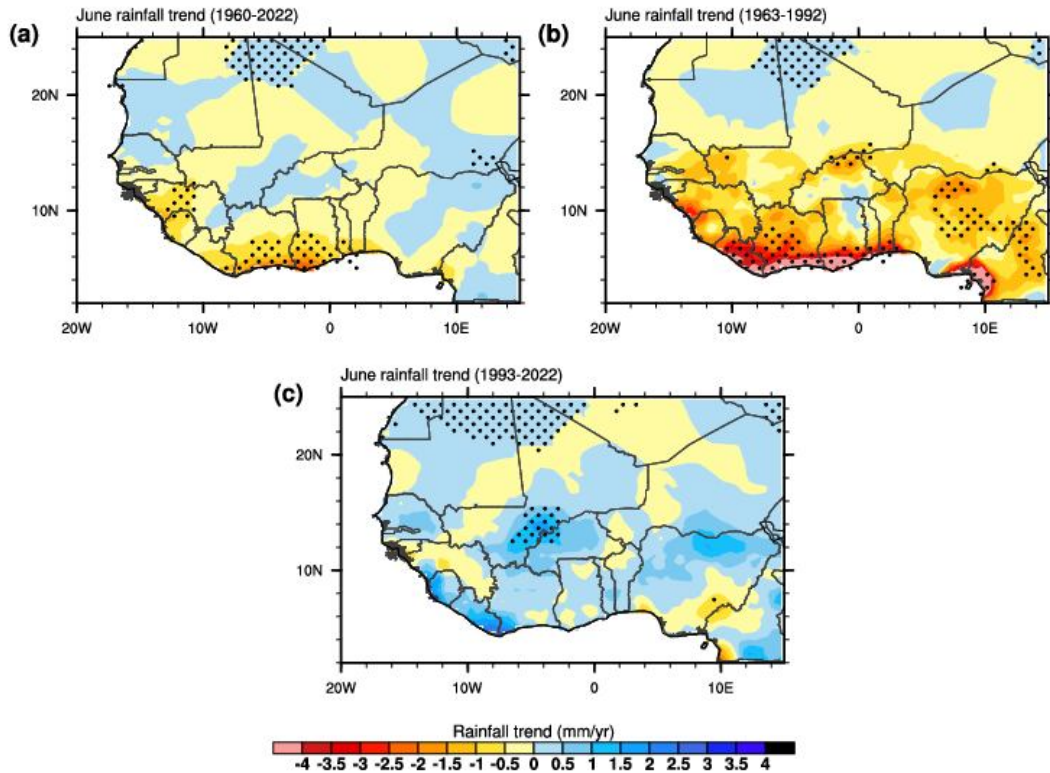 June rainfall trend (1960-2022)
(a)
20N
10N
20W
10W
0
10E
June rainfall trend (1963-1992)
(b)
20N
10N
20W
10W
0
10E
June rainfall trend (1993-2022)
(c)
20N
10N
20W
10W
0
10E
Rainfall trend (mm/yr)
-4 -3.5 -3 -2.5 -2 -1.5 -1 -0.5 0 0.5 1 1.5 2 2.5 3 3.5 4